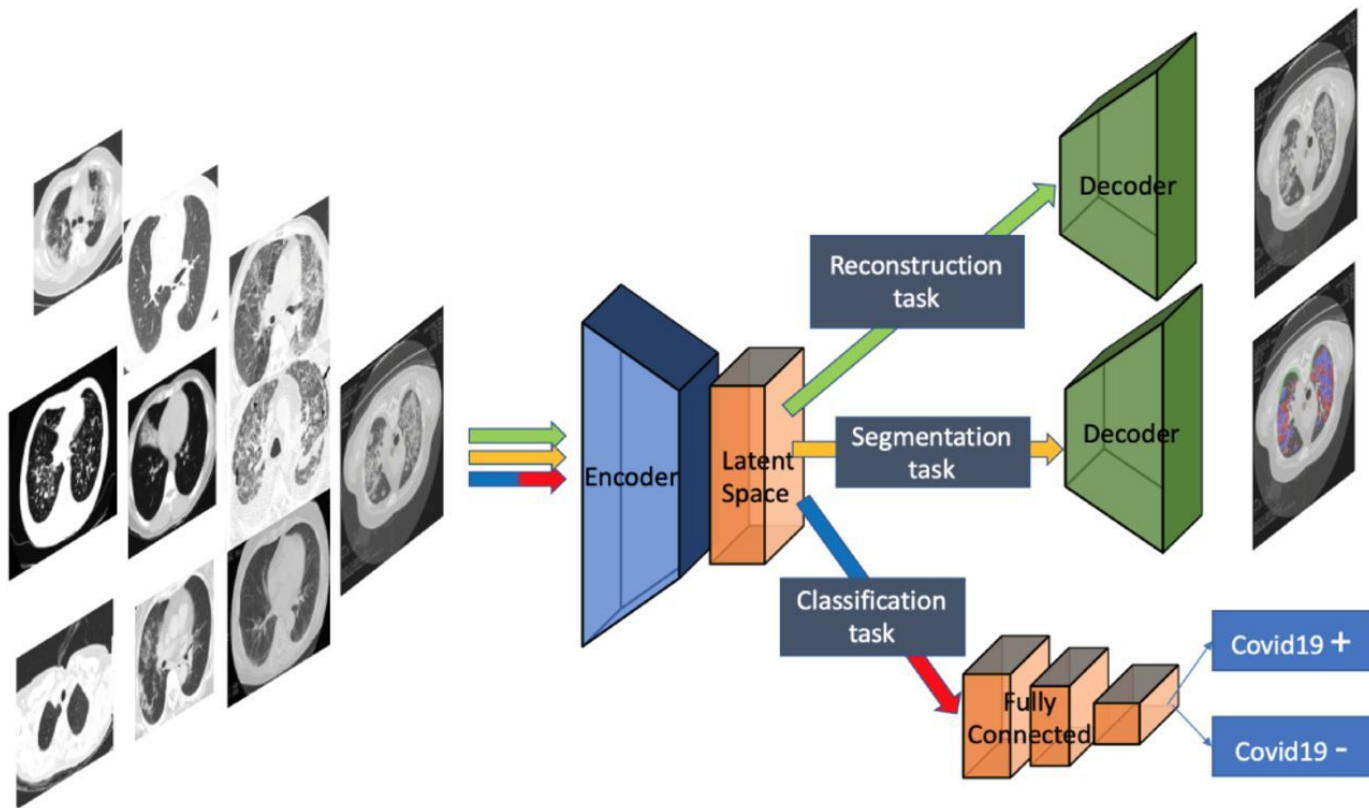 Encoder
Latent
Space
Reconstruction
task
Decoder
Segmentation
task
Decoder
Classification
task
Fully
Connected
Covid19 +
Covid19 -